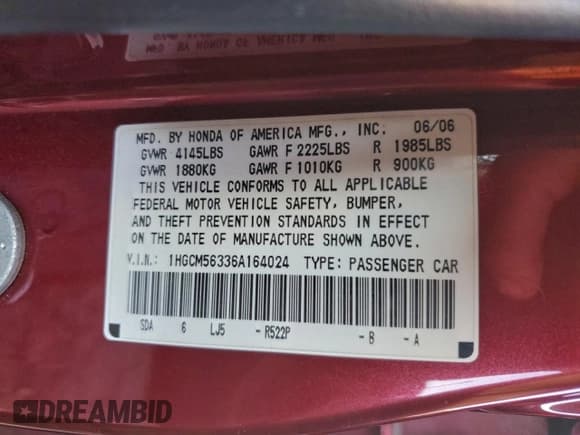 MFD. BY HONDA OF AMERICA MFG., INC. 06/06
GVWR 4145LBS GAWR F 2225LBS R 1985LBS
GVWR 1880KG GAWR F 1010KG R 900KG
THIS VEHICLE CONFORMS TO ALL APPLICABLE
FEDERAL MOTOR VEHICLE SAFETY, BUMPER,
AND THEFT PREVENTION STANDARDS IN EFFECT
ON THE DATE OF MANUFACTURE SHOWN ABOVE.
V.I.N.: 1HGCM56336A164024 TYPE: PASSENGER CAR
SDA 6 LJ5 - R522P - B - A
DREAMBID